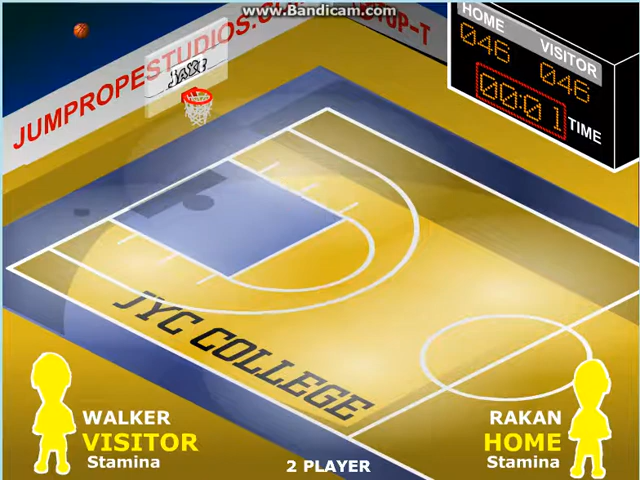 www.Bandicam.com
JUMPROPESTUDIOS.C
HOME VISITOR
046 046
00:01 TIME
JYC COLLEGE
WALKER
VISITOR
Stamina
2 PLAYER
RAKAN
HOME
Stamina